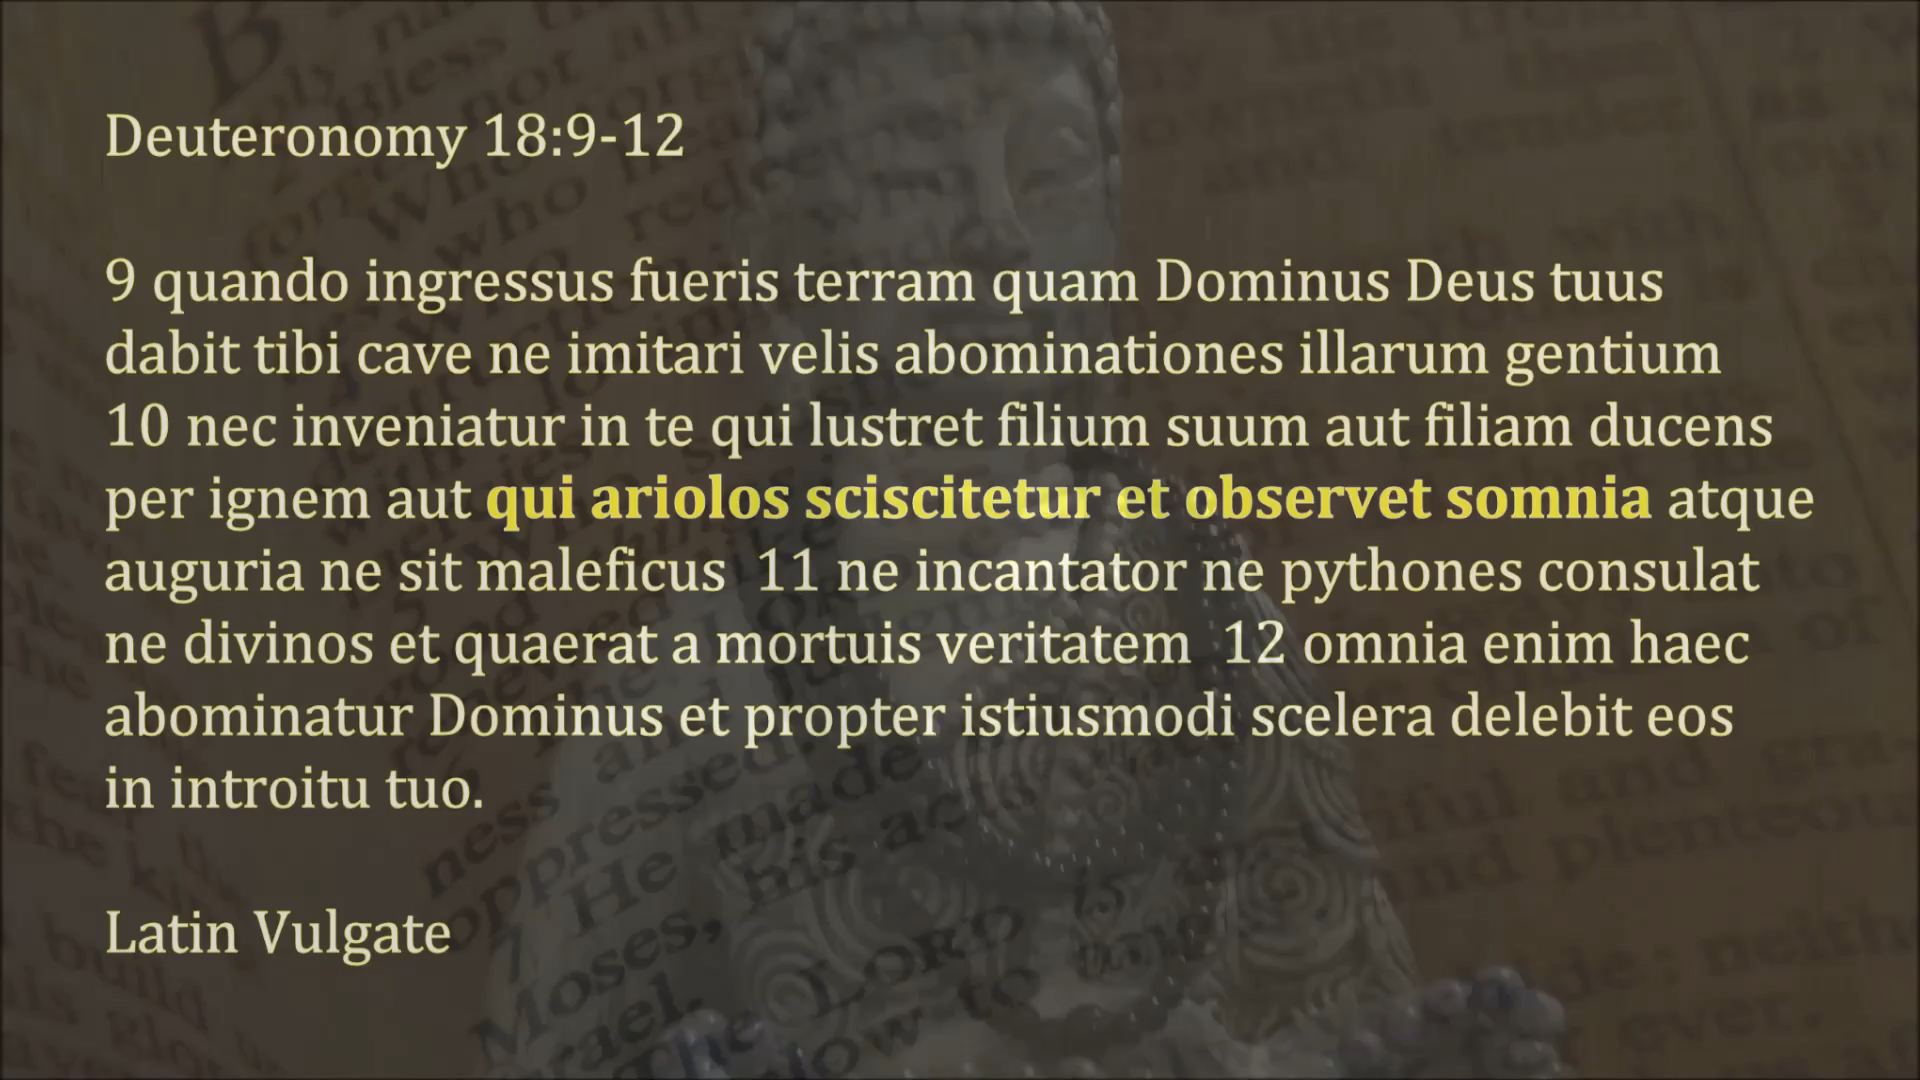 Deuteronomy 18:9-12
9 quando ingressus fueris terram quam Dominus Deus tuus
dabit tibi cave ne imitari velis abominationes illarum gentium
10 nec inveniatur in te qui lustret filium suum aut filiam ducens
per ignem aut qui ariolos sciscitetur et observet somnia atque
auguria ne sit maleficus 11 ne incantator ne pythones consulat
ne divinos et quaerat a mortuis veritatem 12 omnia enim haec
abominatur Dominus et propter istiusmodi scelera delebit eos
in introitu tuo.
Latin Vulgate